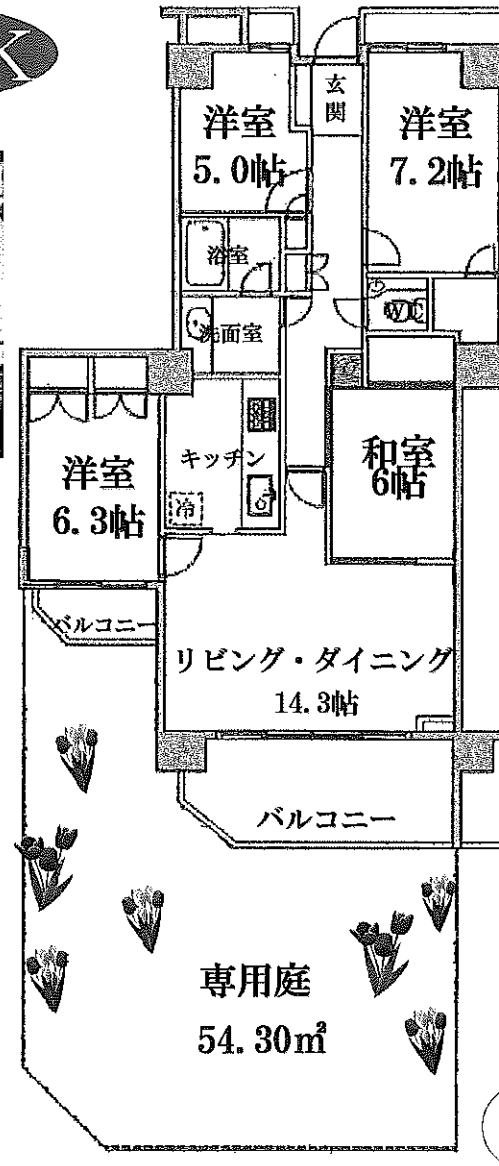 K
玄
関
洋室
5.0帖
洋室
7.2帖
浴室
WC
洗面室
キッチン
冷
洋室
6.3帖
和室
6帖
バルコニー
リビング・ダイニング
14.3帖
バルコニー
専用庭
54.30㎡